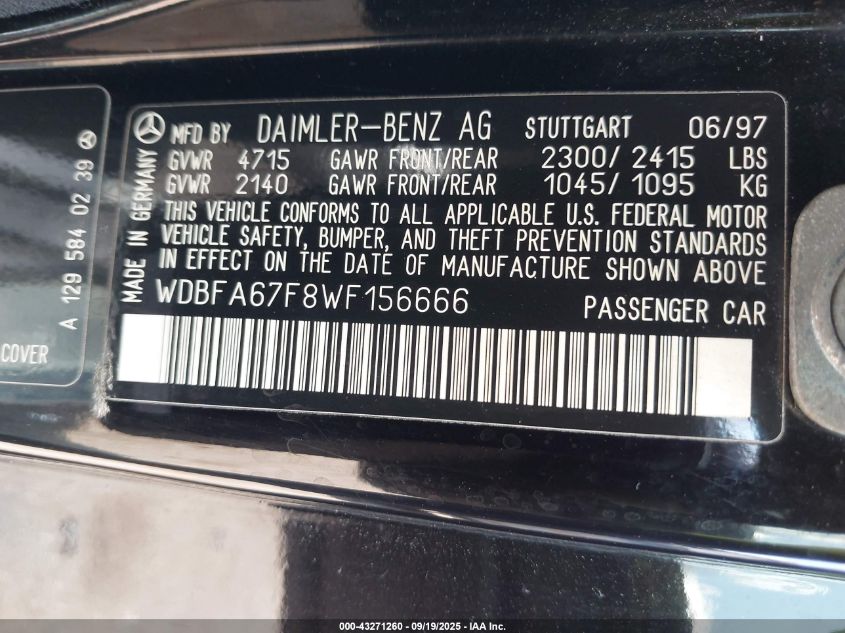 MFD BY DAIMLER-BENZ AG STUTTGART 06/97
GVWR 4715 GAWR FRONT/REAR 2300/2415 LBS
GVWR 2140 GAWR FRONT/REAR 1045/1095 KG
THIS VEHICLE CONFORMS TO ALL APPLICABLE U.S. FEDERAL MOTOR
VEHICLE SAFETY, BUMPER, AND THEFT PREVENTION STANDARDS
IN EFFECT ON THE DATE OF MANUFACTURE SHOWN ABOVE
WDBFA67F8WF156666 PASSENGER CAR
MADE IN GERMANY
A 129 584 02 39
COVER
000-43271260 - 09/19/2025 - IAA Inc.